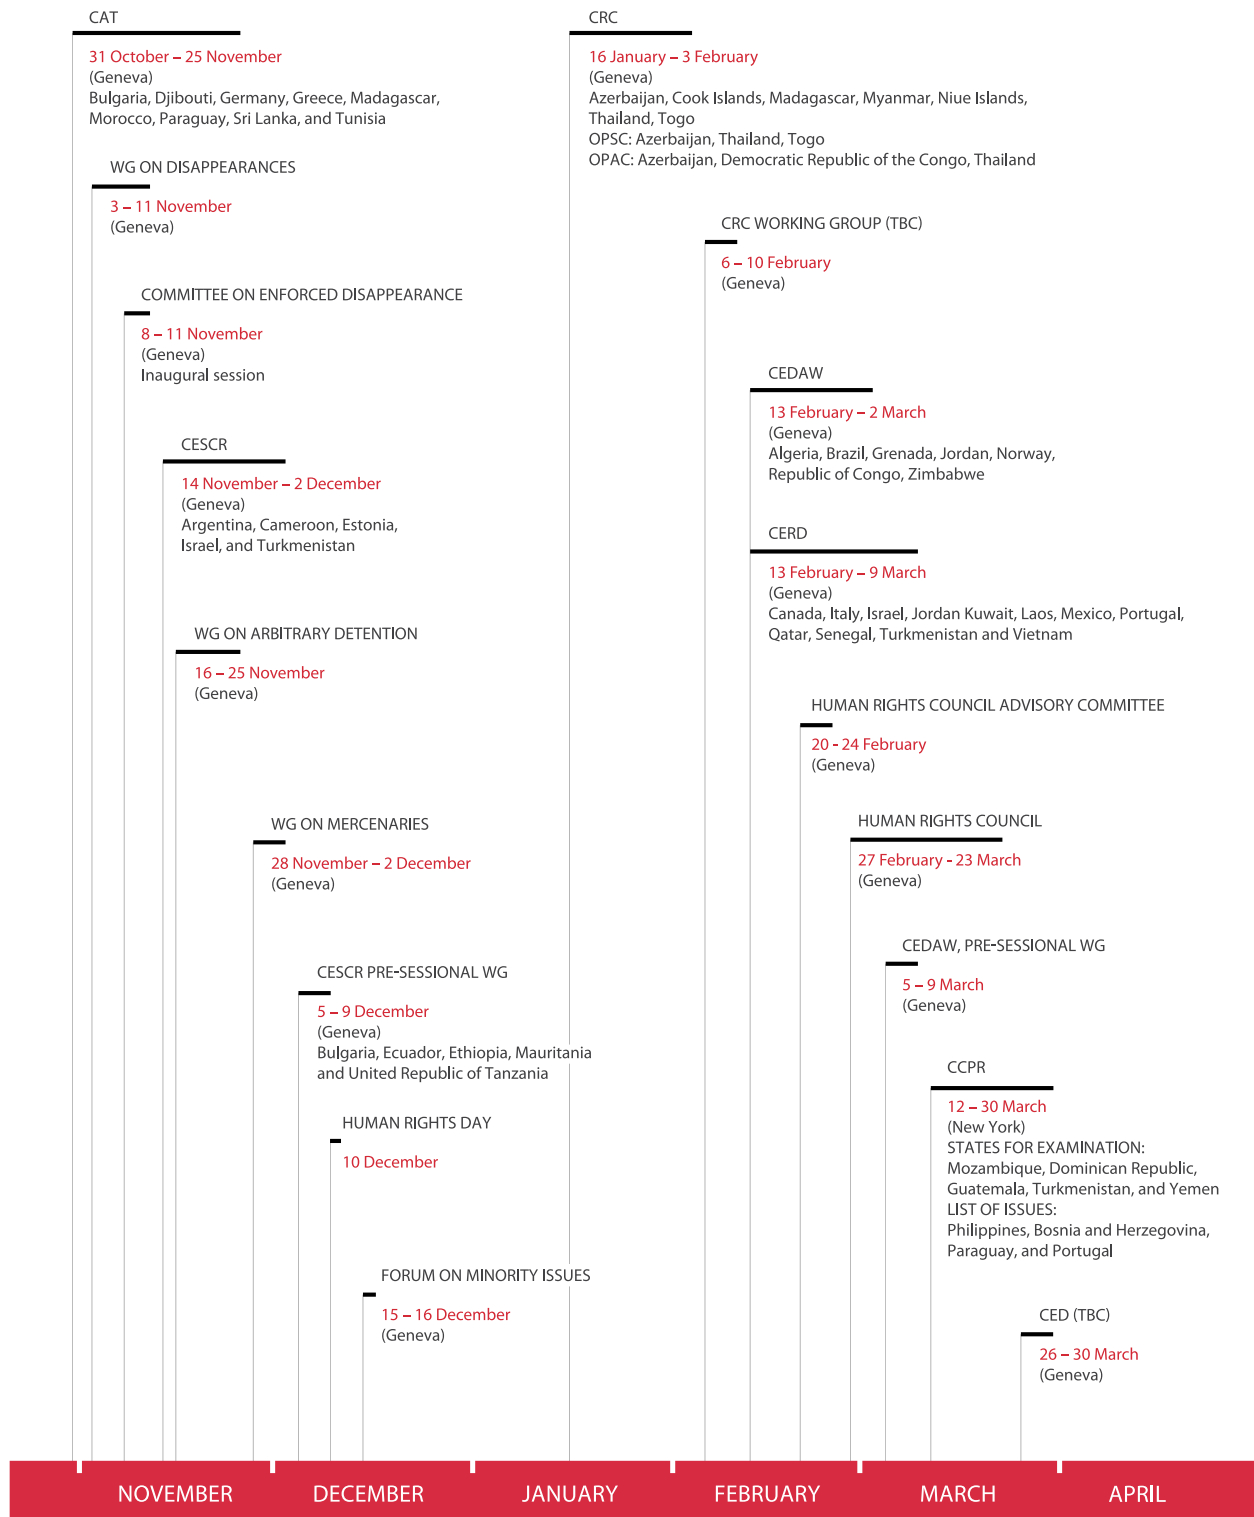 CAT
31 October – 25 November
(Geneva)
Bulgaria, Djibouti, Germany, Greece, Madagascar,
Morocco, Paraguay, Sri Lanka, and Tunisia
WG ON DISAPPEARANCES
3 – 11 November
(Geneva)
COMMITTEE ON ENFORCED DISAPPEARANCE
8 – 11 November
(Geneva)
Inaugural session
CESCR
14 November – 2 December
(Geneva)
Argentina, Cameroon, Estonia,
Israel, and Turkmenistan
WG ON ARBITRARY DETENTION
16 – 25 November
(Geneva)
WG ON MERCENARIES
28 November – 2 December
(Geneva)
CESCR PRE-SESSIONAL WG
5 – 9 December
(Geneva)
Bulgaria, Ecuador, Ethiopia, Mauritania
and United Republic of Tanzania
HUMAN RIGHTS DAY
10 December
FORUM ON MINORITY ISSUES
15 – 16 December
(Geneva)
CRC
16 January – 3 February
(Geneva)
Azerbaijan, Cook Islands, Madagascar, Myanmar, Niue Islands,
Thailand, Togo
OPSC: Azerbaijan, Thailand, Togo
OPAC: Azerbaijan, Democratic Republic of the Congo, Thailand
CRC WORKING GROUP (TBC)
6 – 10 February
(Geneva)
CEDAW
13 February – 2 March
(Geneva)
Algeria, Brazil, Grenada, Jordan, Norway,
Republic of Congo, Zimbabwe
CERD
13 February – 9 March
(Geneva)
Canada, Italy, Israel, Jordan Kuwait, Laos, Mexico, Portugal,
Qatar, Senegal, Turkmenistan and Vietnam
HUMAN RIGHTS COUNCIL ADVISORY COMMITTEE
20 - 24 February
(Geneva)
HUMAN RIGHTS COUNCIL
27 February - 23 March
(Geneva)
CEDAW, PRE-SESSIONAL WG
5 – 9 March
(Geneva)
CCPR
12 – 30 March
(New York)
STATES FOR EXAMINATION:
Mozambique, Dominican Republic,
Guatemala, Turkmenistan, and Yemen
LIST OF ISSUES:
Philippines, Bosnia and Herzegovina,
Paraguay, and Portugal
CED (TBC)
26 – 30 March
(Geneva)
NOVEMBER DECEMBER JANUARY FEBRUARY MARCH APRIL